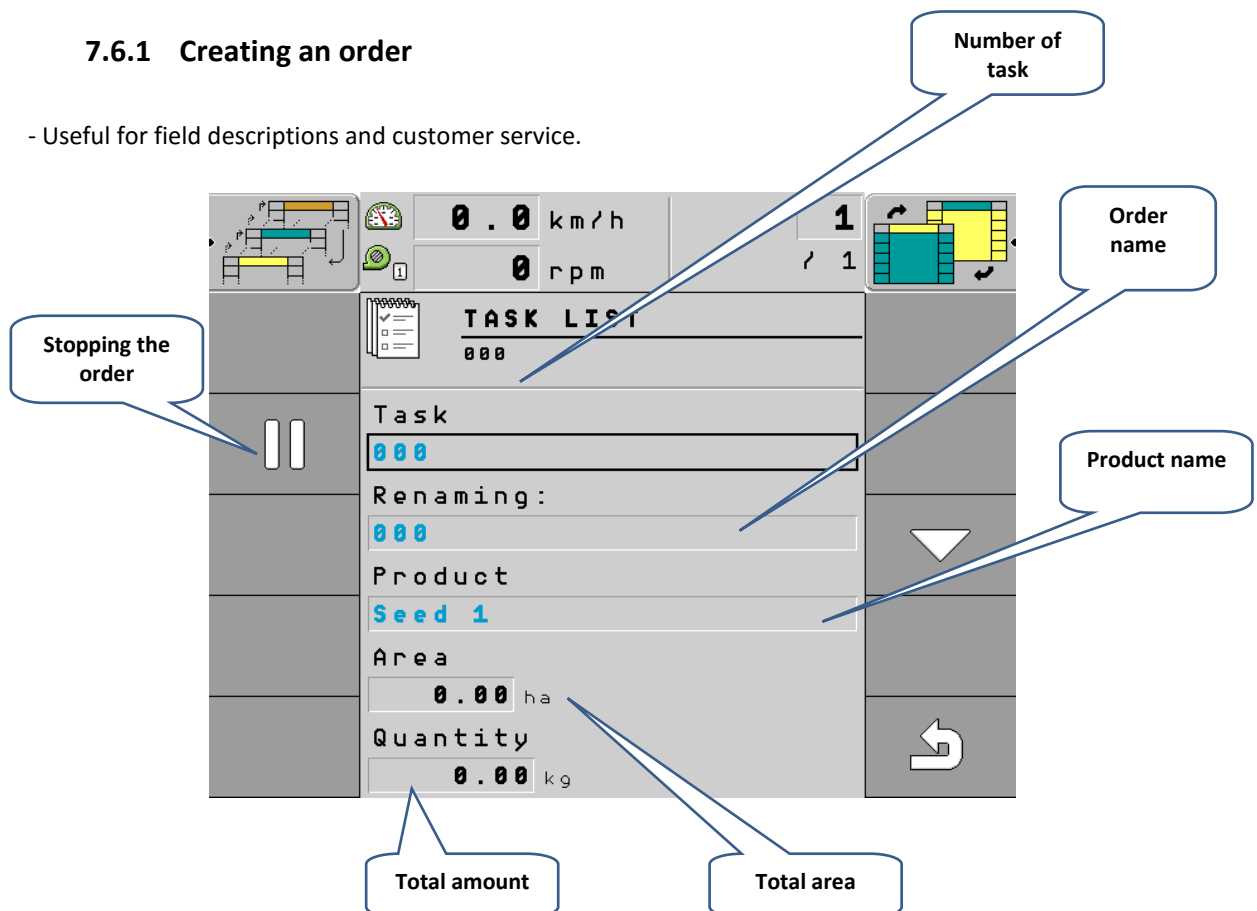 7.6.1 Creating an order
Number of
task
- Useful for field descriptions and customer service.
0.0 km/h
1
0 rpm
/ 1
1
Order
name
TASK LIST
000
Stopping the
order
Task
000
Product name
Renaming:
000
Product
Seed 1
Area
0.00 ha
Quantity
0.00 kg
Total amount
Total area